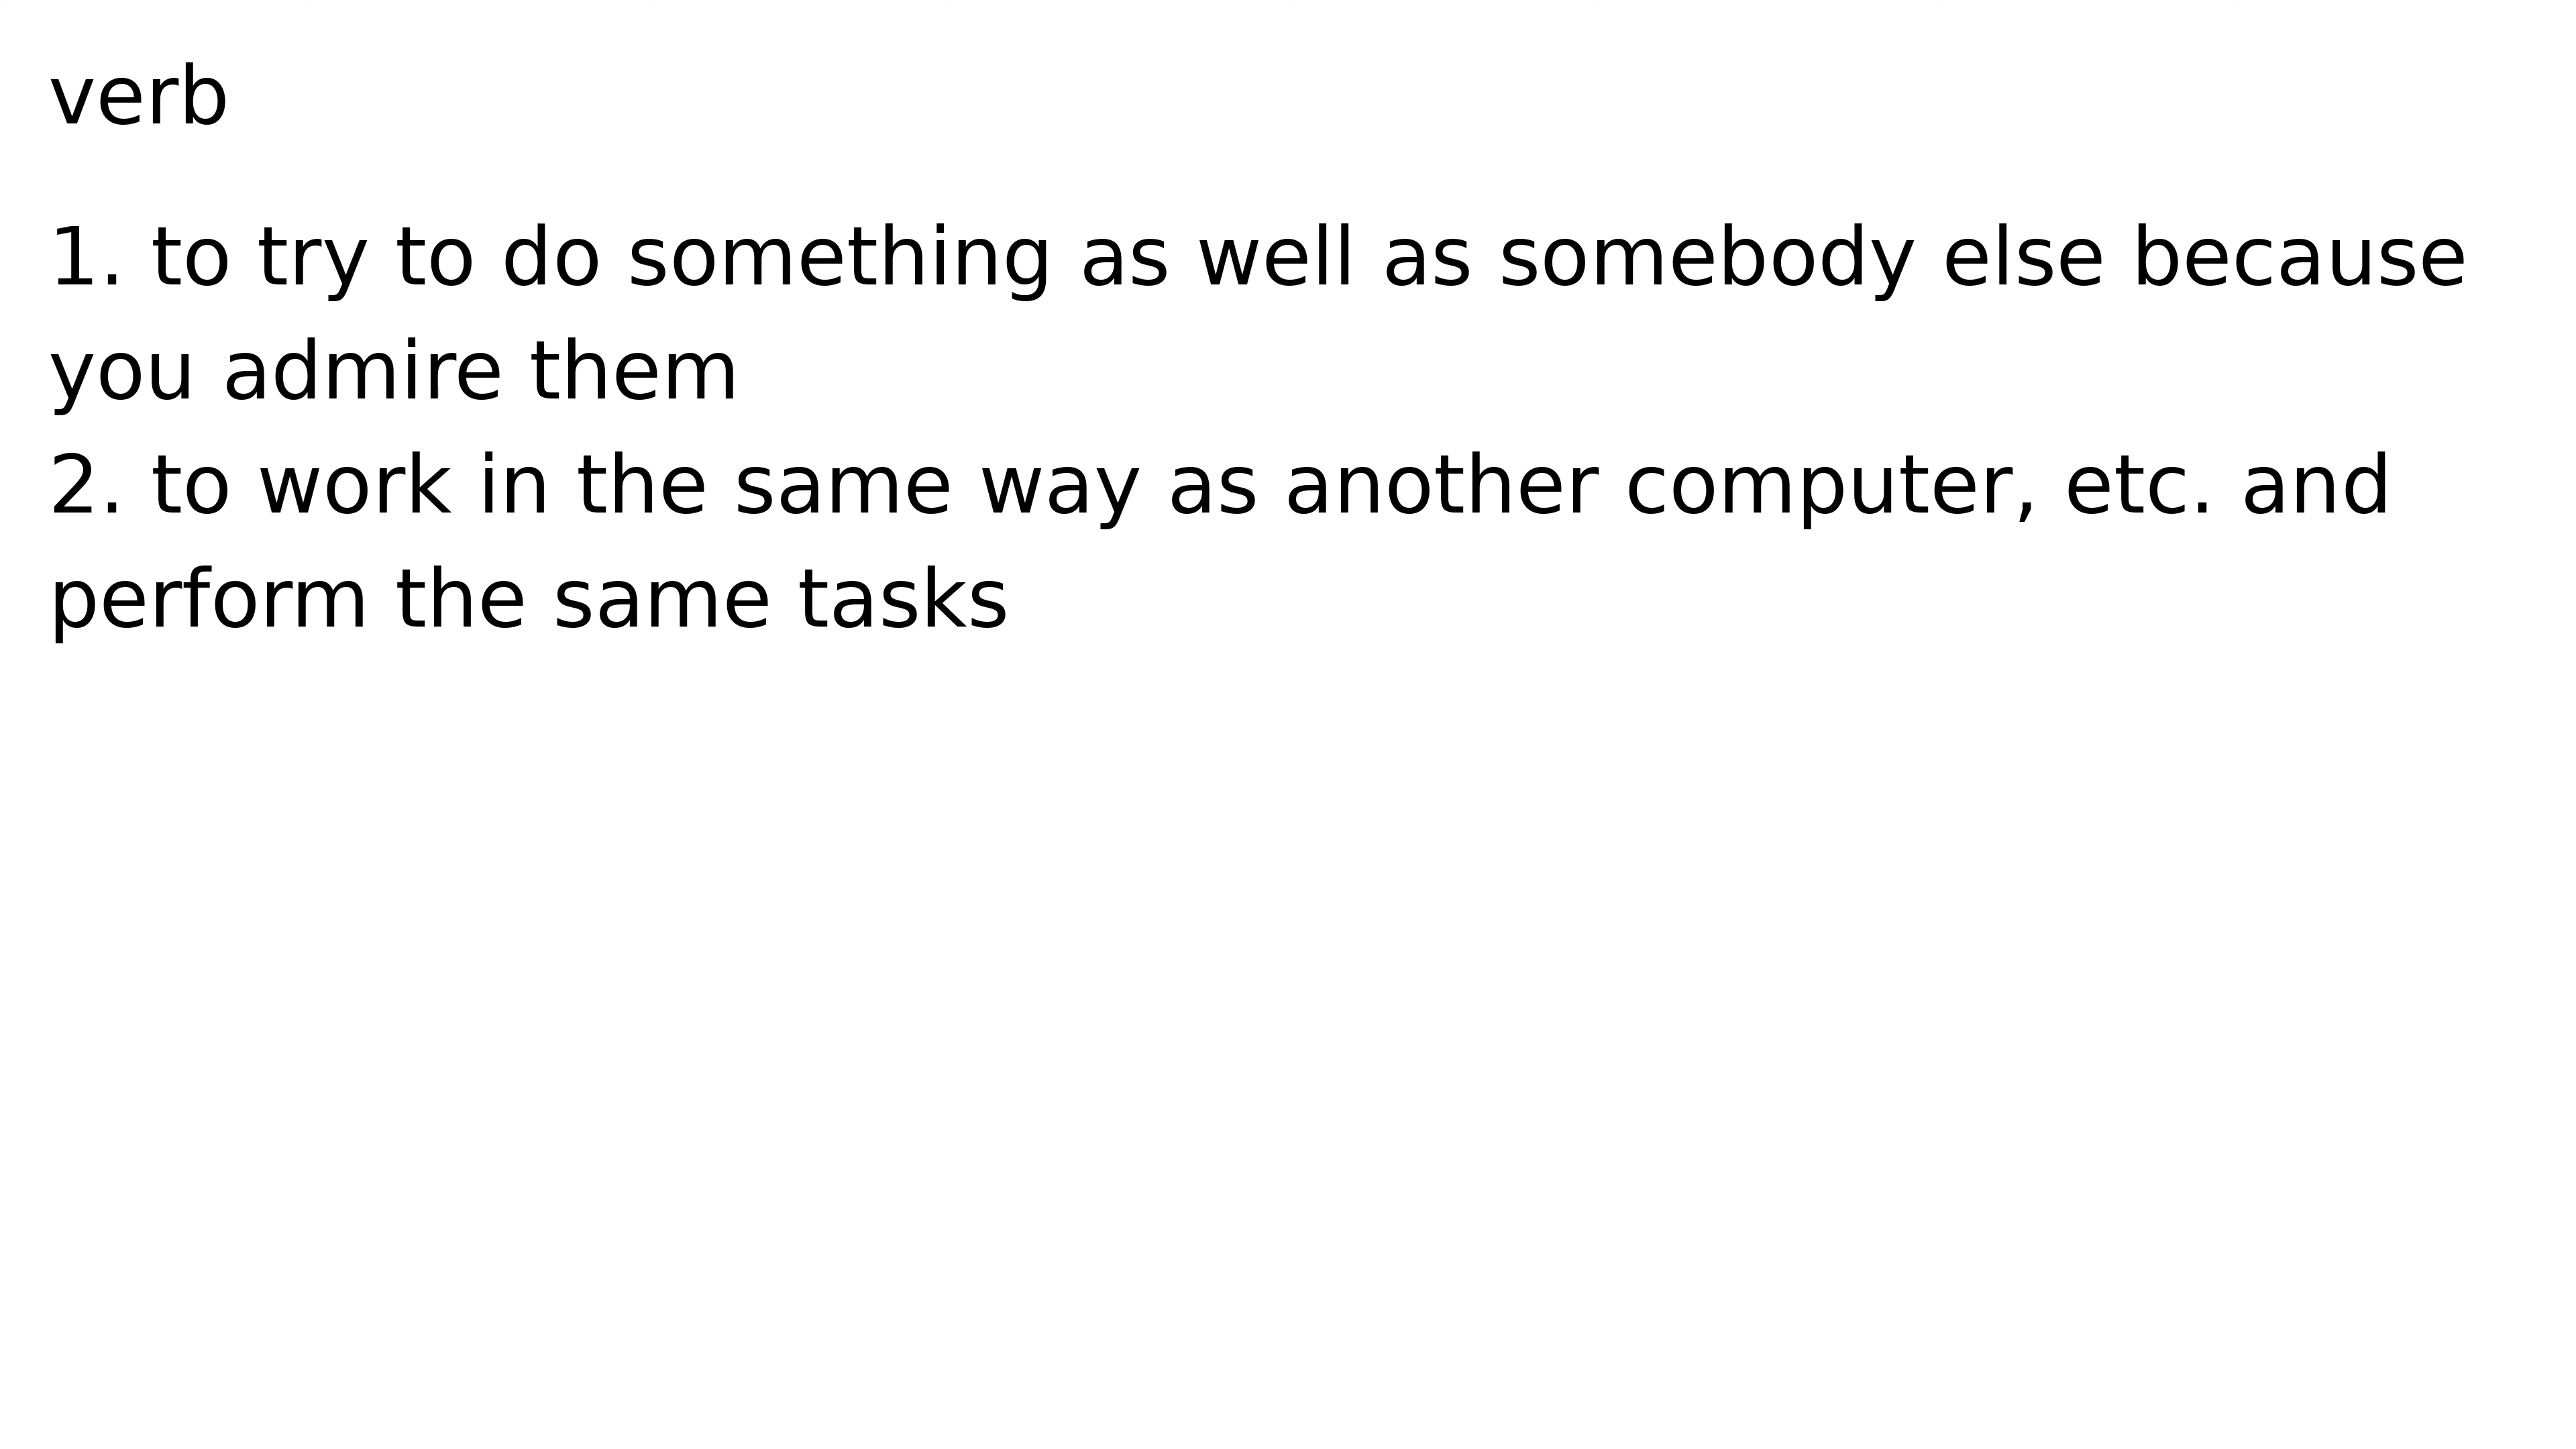 verb
1. to try to do something as well as somebody else because
you admire them
2. to work in the same way as another computer, etc. and
perform the same tasks